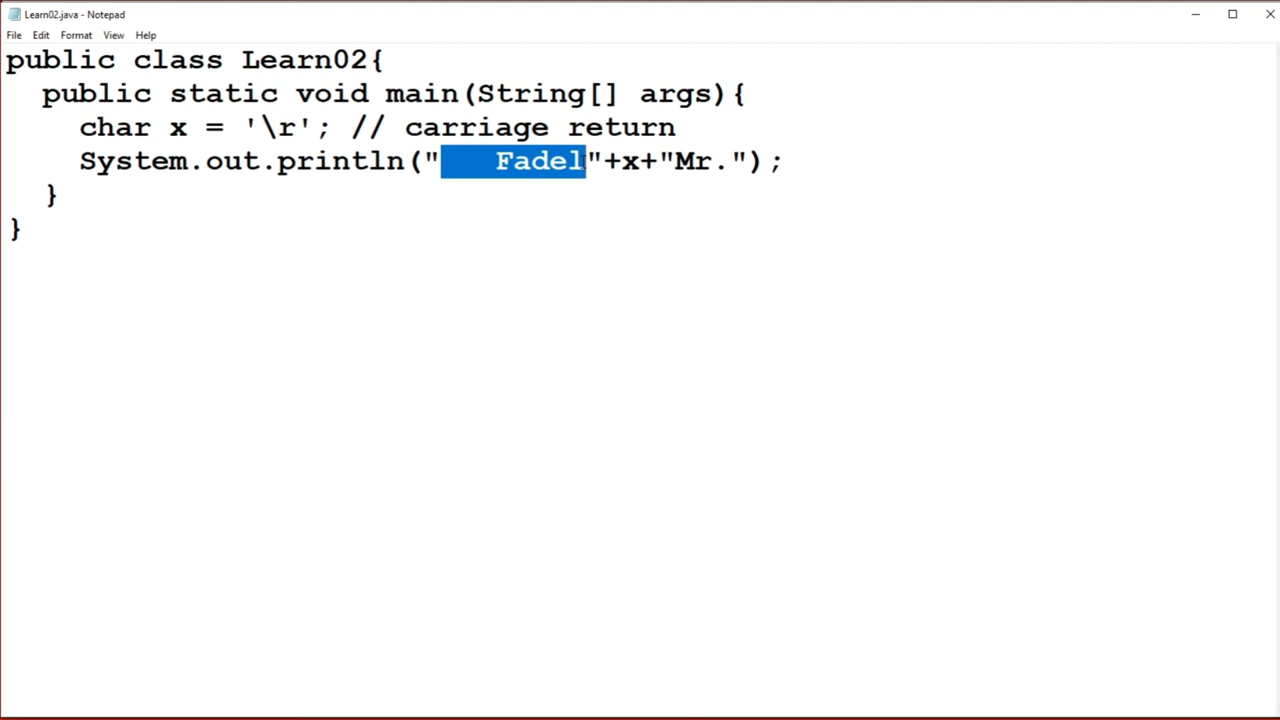 Learn02.java - Notepad
File Edit Format View Help
public class Learn02{
  public static void main(String[] args){
    char x = '\r'; // carriage return
    System.out.println("   Fadel"+x+"Mr.");
  }
}